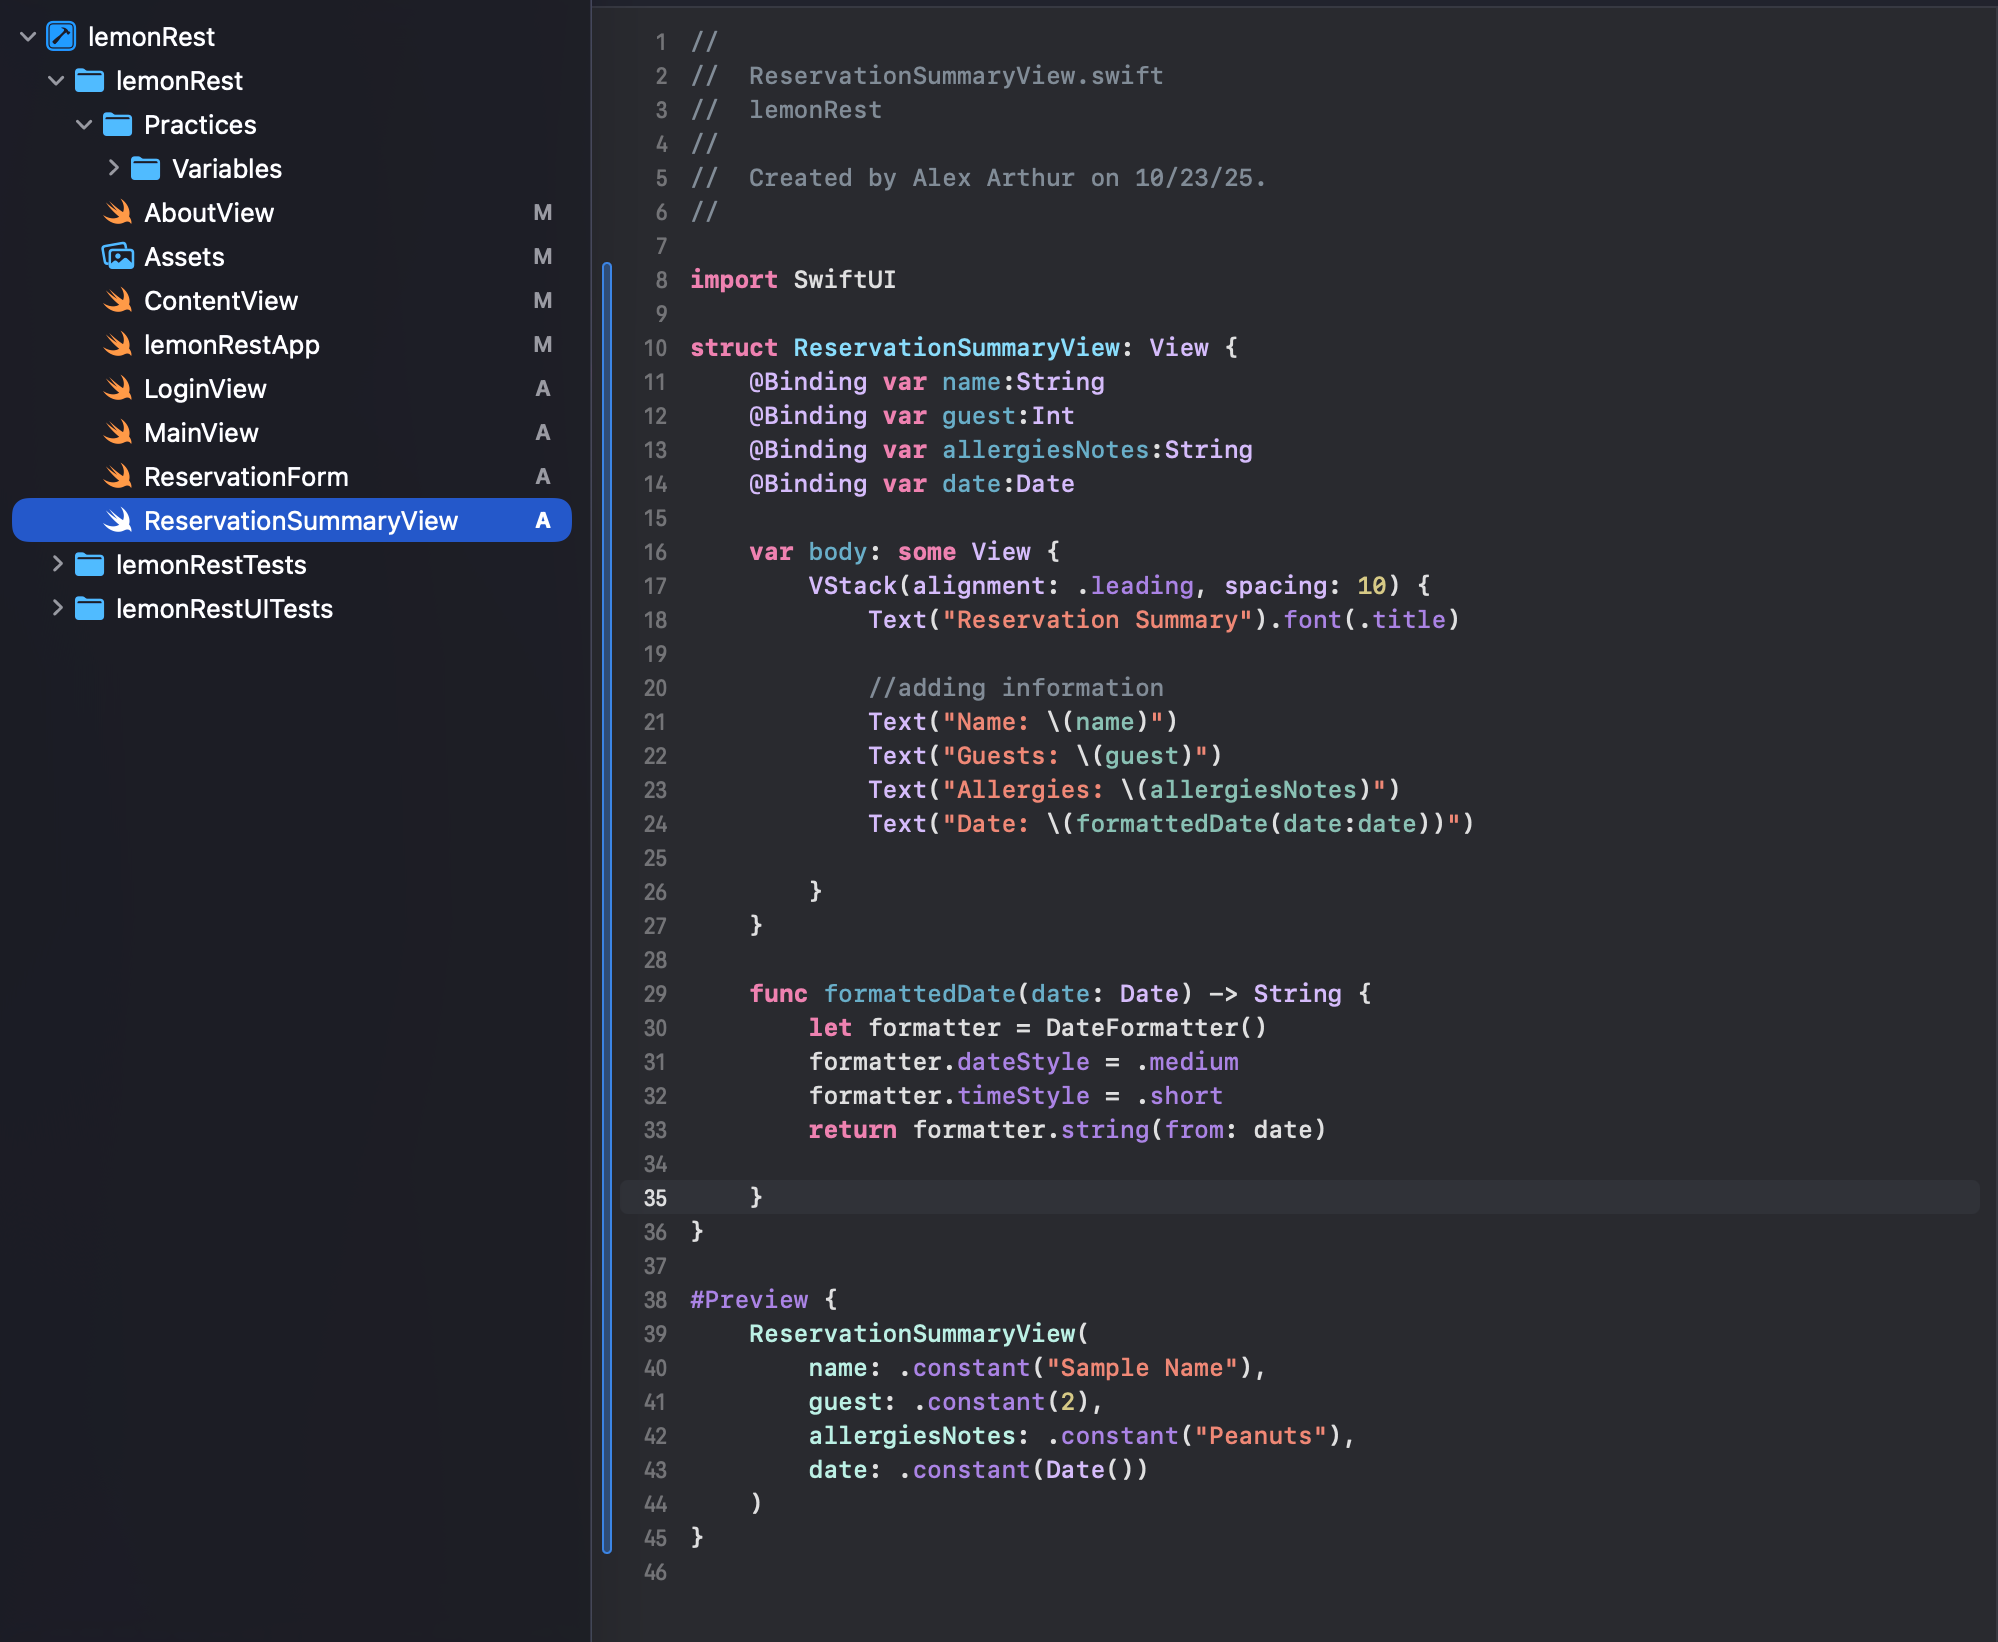 lemonRest
lemonRest
Practices
Variables
AboutView M
Assets M
ContentView M
lemonRestApp M
LoginView A
MainView A
ReservationForm A
ReservationSummaryView A
lemonRestTests
lemonRestUITests
1 //
2 //  ReservationSummaryView.swift
3 //  lemonRest
4 //
5 //  Created by Alex Arthur on 10/23/25.
6 //
7
8 import SwiftUI
9
10 struct ReservationSummaryView: View {
11     @Binding var name:String
12     @Binding var guest:Int
13     @Binding var allergiesNotes:String
14     @Binding var date:Date
15
16     var body: some View {
17         VStack(alignment: .leading, spacing: 10) {
18             Text("Reservation Summary").font(.title)
19
20             //adding information
21             Text("Name: \(name)")
22             Text("Guests: \(guest)")
23             Text("Allergies: \(allergiesNotes)")
24             Text("Date: \(formattedDate(date:date))")
25
26         }
27     }
28
29     func formattedDate(date: Date) -> String {
30         let formatter = DateFormatter()
31         formatter.dateStyle = .medium
32         formatter.timeStyle = .short
33         return formatter.string(from: date)
34
35     }
36 }
37
38 #Preview {
39     ReservationSummaryView(
40         name: .constant("Sample Name"),
41         guest: .constant(2),
42         allergiesNotes: .constant("Peanuts"),
43         date: .constant(Date())
44     )
45 }
46